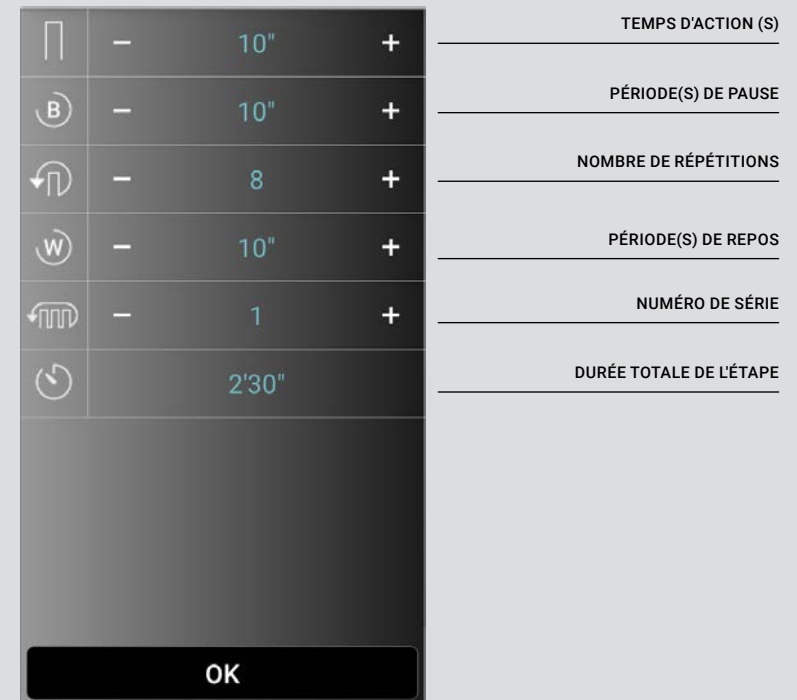 10" TEMPS D'ACTION (S)
B 10" PÉRIODE(S) DE PAUSE
8 NOMBRE DE RÉPÉTITIONS
W 10" PÉRIODE(S) DE REPOS
1 NUMÉRO DE SÉRIE
2'30" DURÉE TOTALE DE L'ÉTAPE
OK